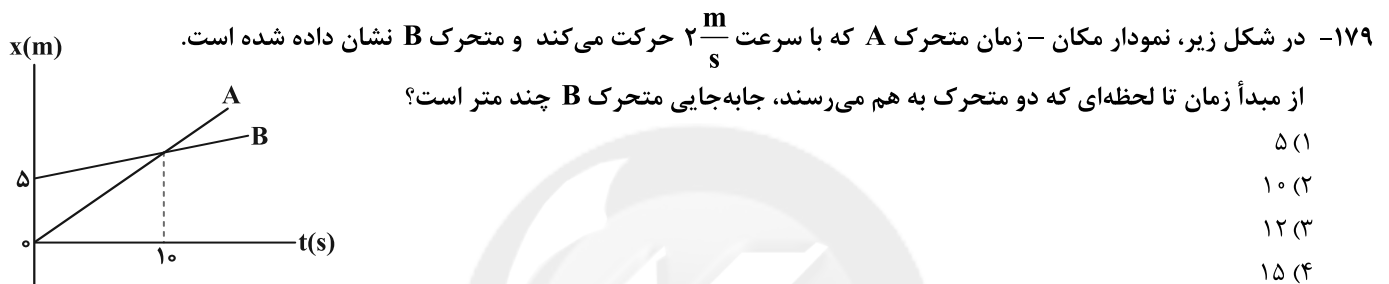 ۱۷۹- در شکل زیر، نمودار مکان – زمان متحرک A که با سرعت ۲ m/s حرکت می‌کند و متحرک B نشان داده شده است.
از مبدأ زمان تا لحظه‌ای که دو متحرک به هم می‌رسند، جابه‌جایی متحرک B چند متر است؟
۱) ۵
۲) ۱۰
۳) ۱۲
۴) ۱۵
x(m)
A
B
۵
۰
۱۰
t(s)